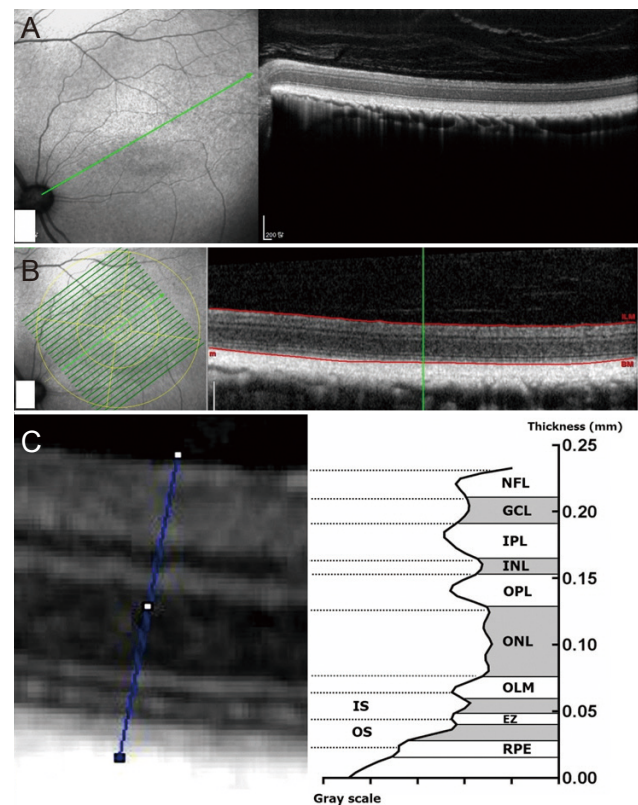 A
200 µm
B
ILM
BM
C
Thickness (mm)
0.25
NFL
GCL
0.20
IPL
INL
0.15
OPL
ONL
0.10
OLM
IS
0.05
EZ
OS
RPE
0.00
Gray scale